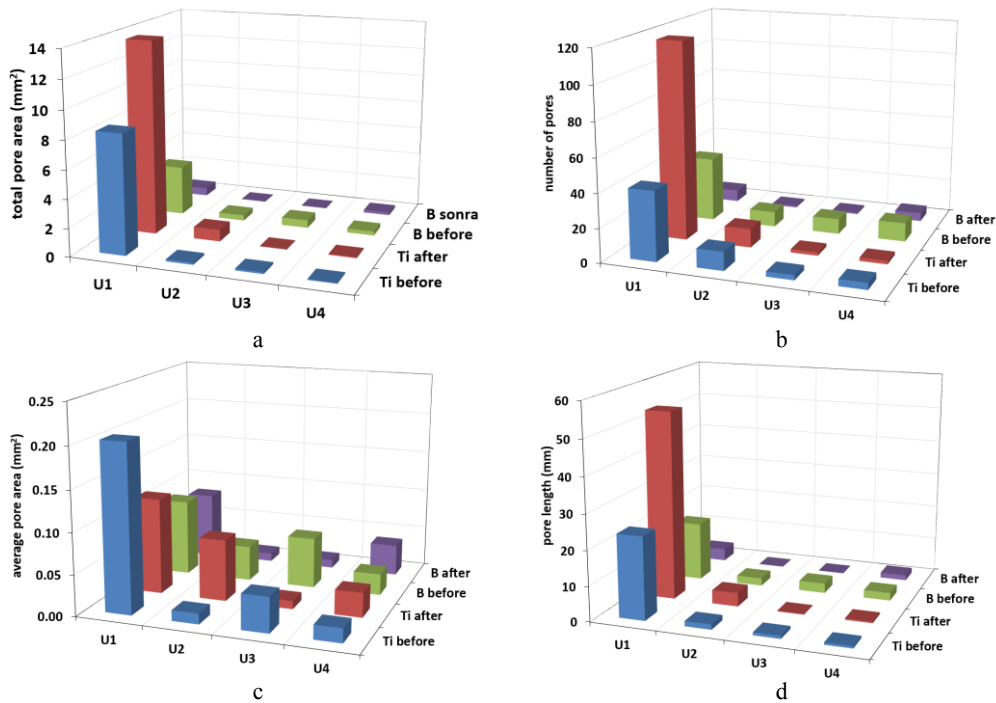 total pore area (mm²)
14
12
10
8
6
4
2
0
U1
U2
U3
U4
B sonra
B before
Ti after
Ti before
a
number of pores
120
100
80
60
40
20
0
U1
U2
U3
U4
B after
B before
Ti after
Ti before
b
average pore area (mm²)
0.25
0.20
0.15
0.10
0.05
0.00
U1
U2
U3
U4
B after
B before
Ti after
Ti before
c
pore length (mm)
60
50
40
30
20
10
0
U1
U2
U3
U4
B after
B before
Ti after
Ti before
d